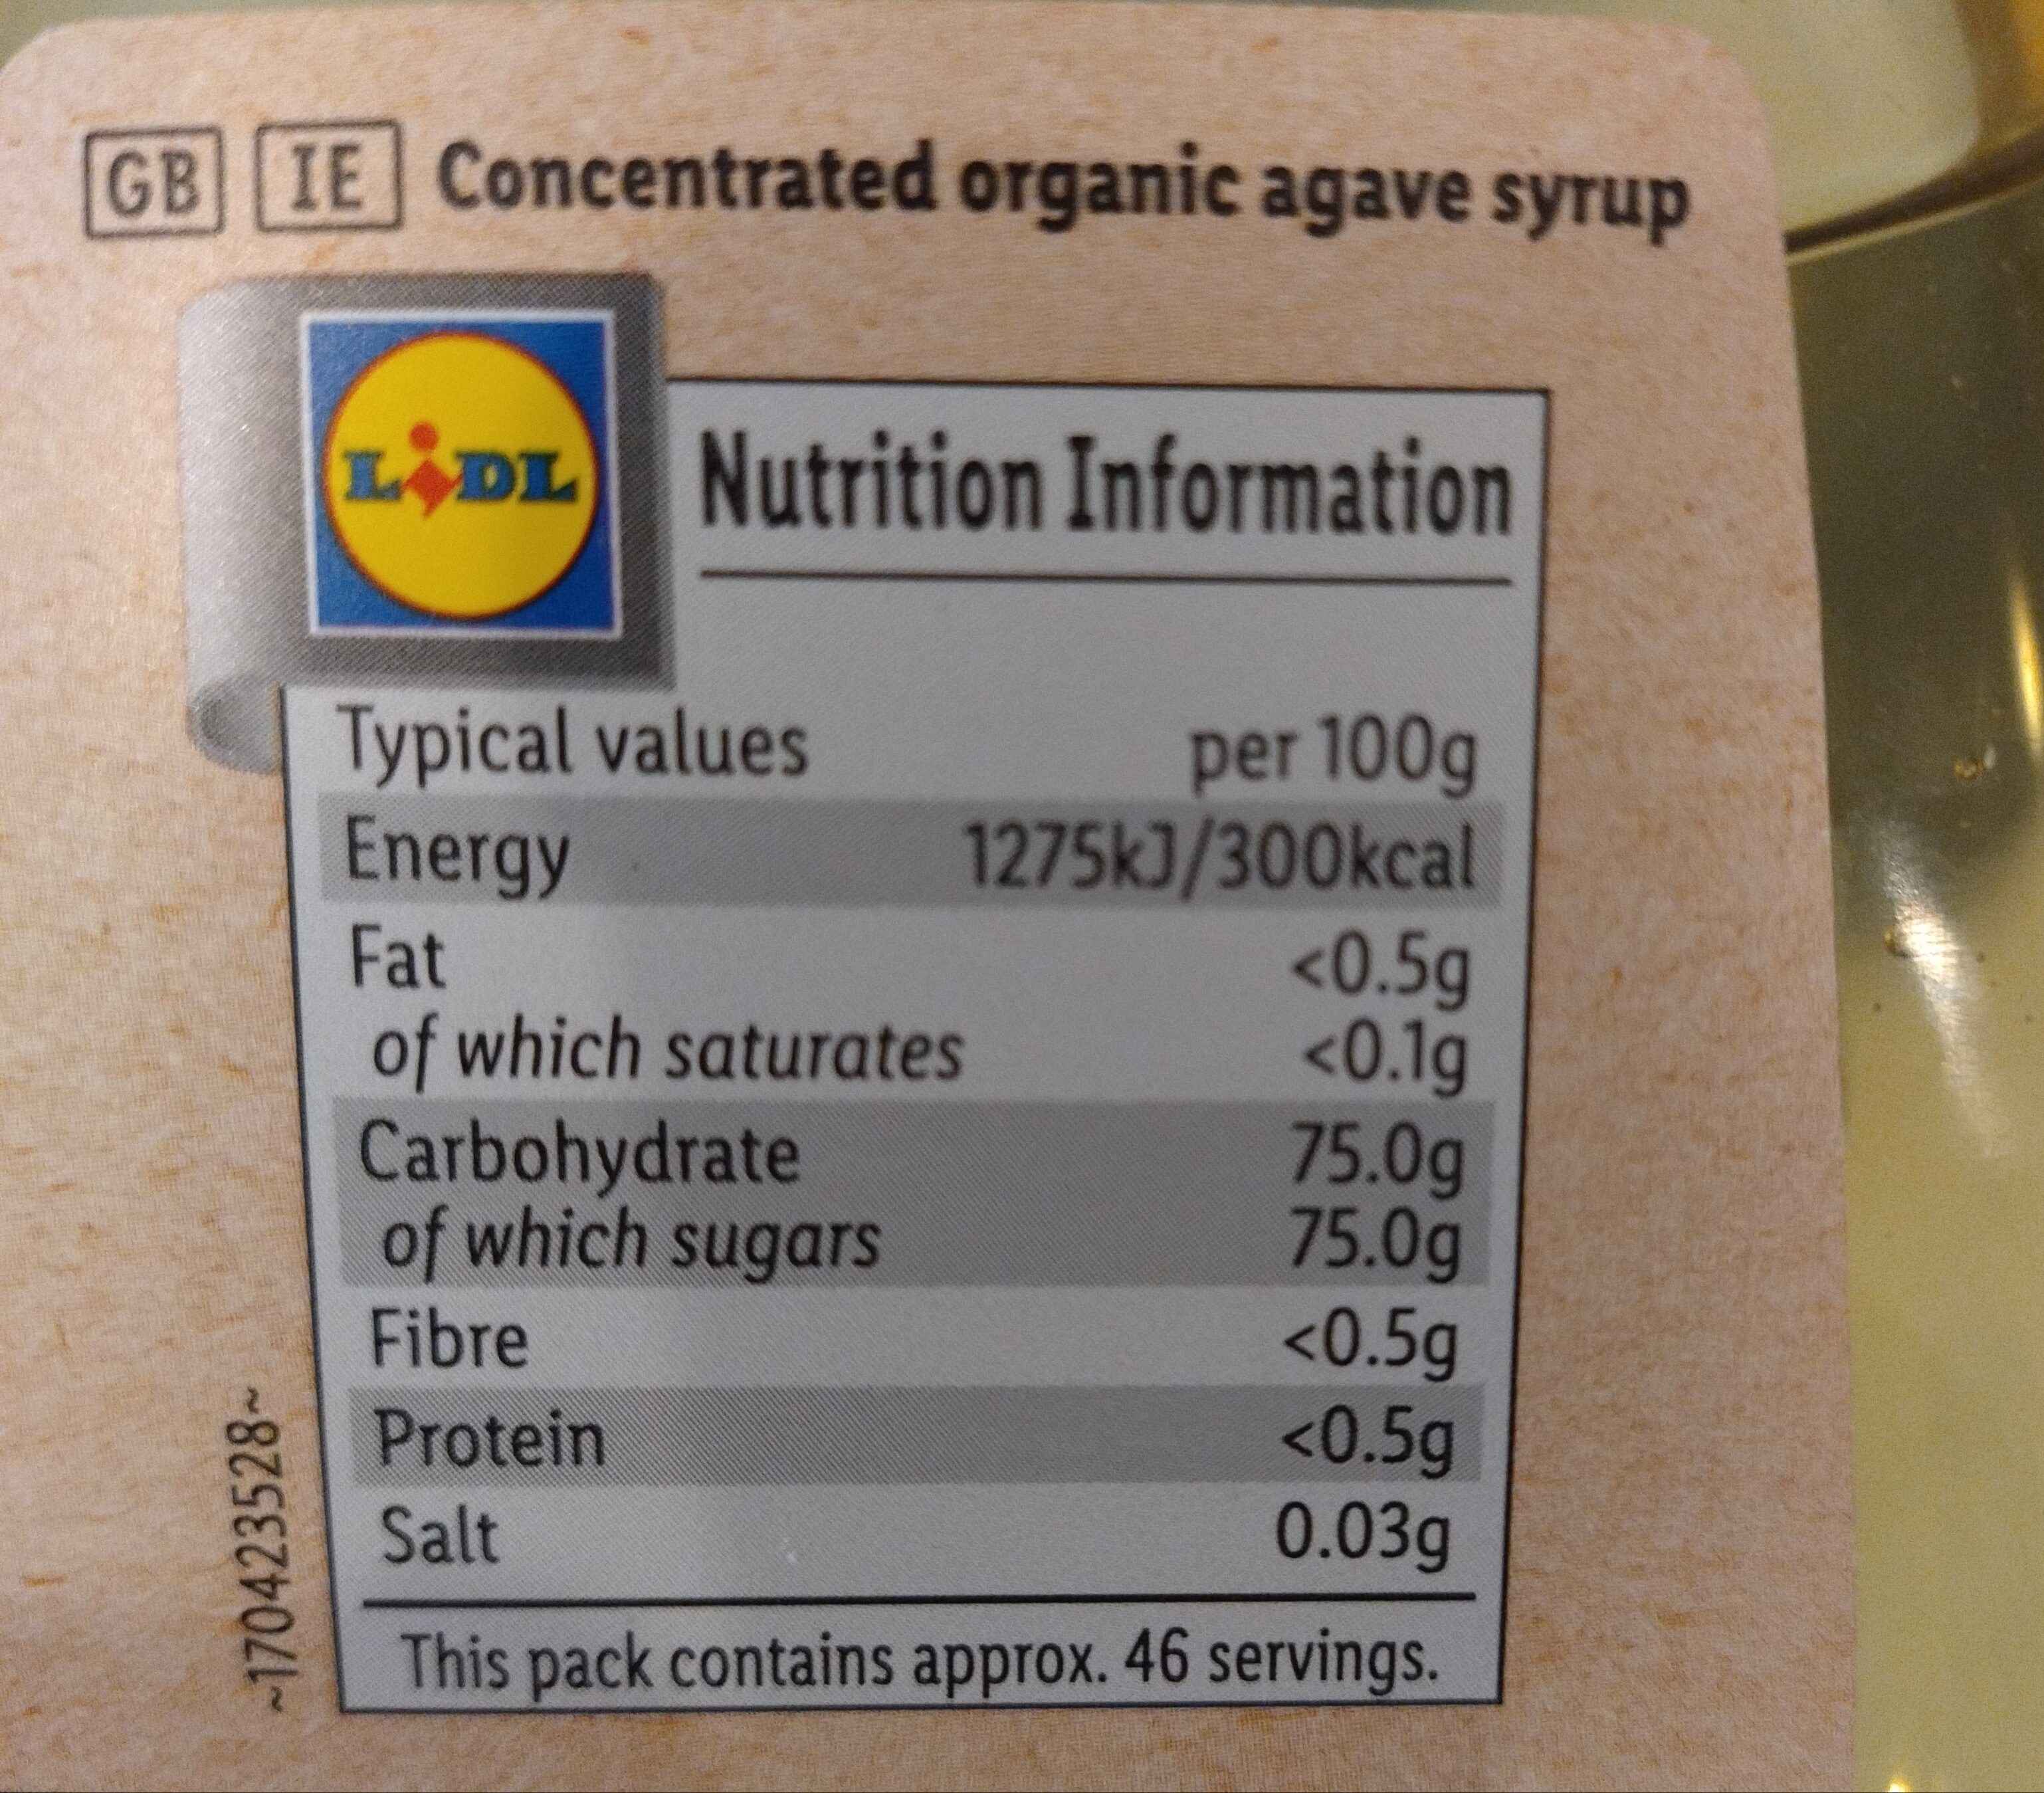 GB IE Concentrated organic agave syrup
LiDL
Nutrition Information
Typical values per 100g
Energy 1275kJ/300kcal
Fat <0.5g
of which saturates <0.1g
Carbohydrate 75.0g
of which sugars 75.0g
Fibre <0.5g
Protein <0.5g
Salt 0.03g
This pack contains approx. 46 servings.
~1704235528~